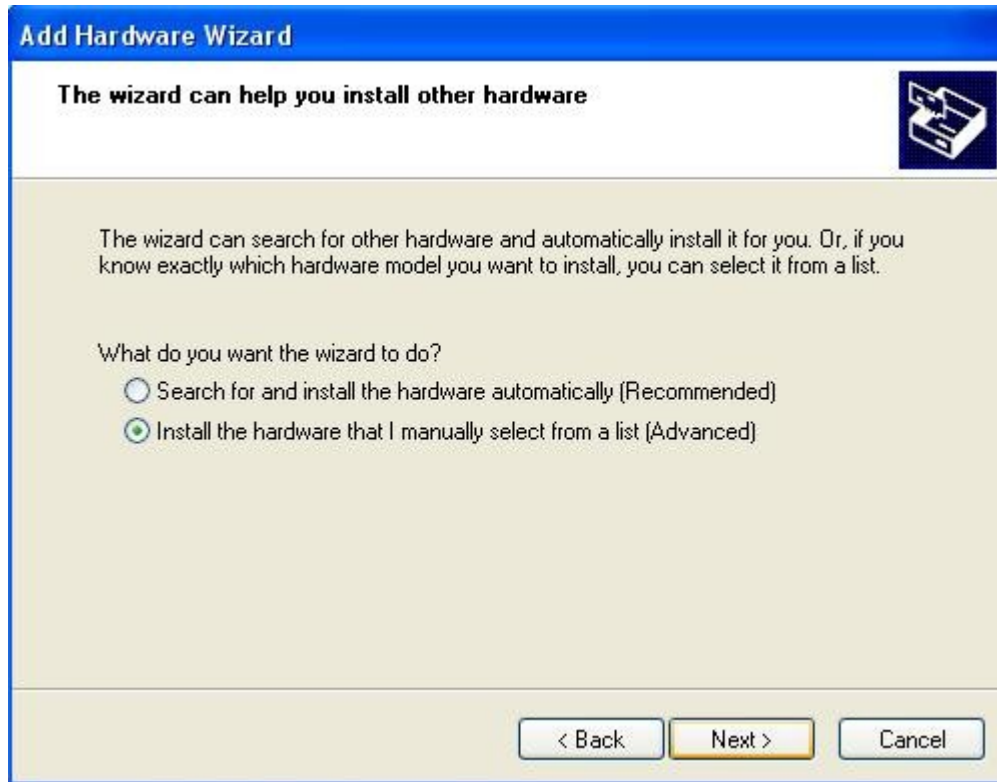 Add Hardware Wizard
The wizard can help you install other hardware
The wizard can search for other hardware and automatically install it for you. Or, if you
know exactly which hardware model you want to install, you can select it from a list.
What do you want the wizard to do?
Search for and install the hardware automatically (Recommended)
Install the hardware that I manually select from a list (Advanced)
< Back Next > Cancel